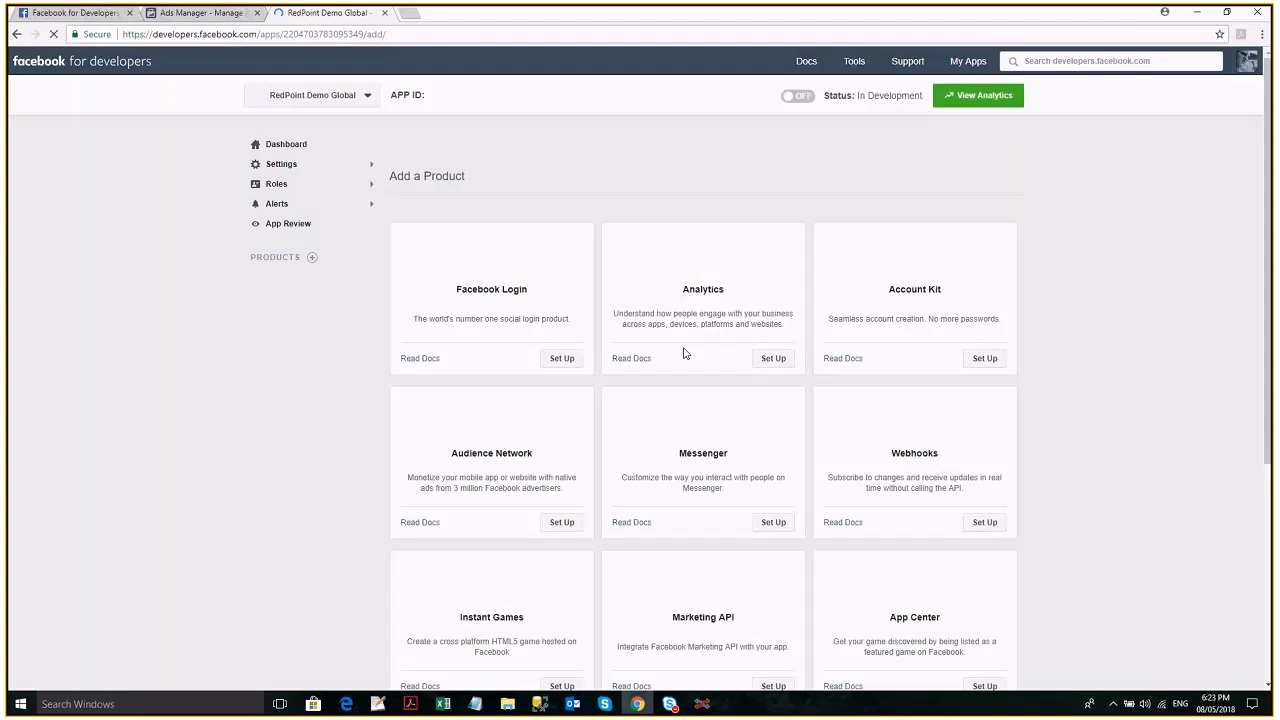 Facebook for Developers
Ads Manager - Manage
RedPoint Demo Global -
Secure
https://developers.facebook.com/apps/2204703783095349/add/
facebook for developers
Docs
Tools
Support
My Apps
Search developers.facebook.com
RedPoint Demo Global
APP ID:
OFF
Status: In Development
View Analytics
Dashboard
Settings
Roles
Alerts
App Review
PRODUCTS
Add a Product
Facebook Login
The world's number one social login product.
Read Docs
Set Up
Analytics
Understand how people engage with your business
across apps, devices, platforms and websites.
Read Docs
Set Up
Account Kit
Seamless account creation. No more passwords.
Read Docs
Set Up
Audience Network
Monetize your mobile app or website with native
ads from 3 million Facebook advertisers.
Read Docs
Set Up
Messenger
Customize the way you interact with people on
Messenger.
Read Docs
Set Up
Webhooks
Subscribe to changes and receive updates in real
time without calling the API.
Read Docs
Set Up
Instant Games
Create a cross platform HTML5 game hosted on
Facebook
Read Docs
Set Up
Marketing API
Integrate Facebook Marketing API with your app.
Read Docs
Set Up
App Center
Get your game discovered by being listed as a
featured game on Facebook.
Read Docs
Set Up
Search Windows
ENG
6:23 PM
08/05/2018